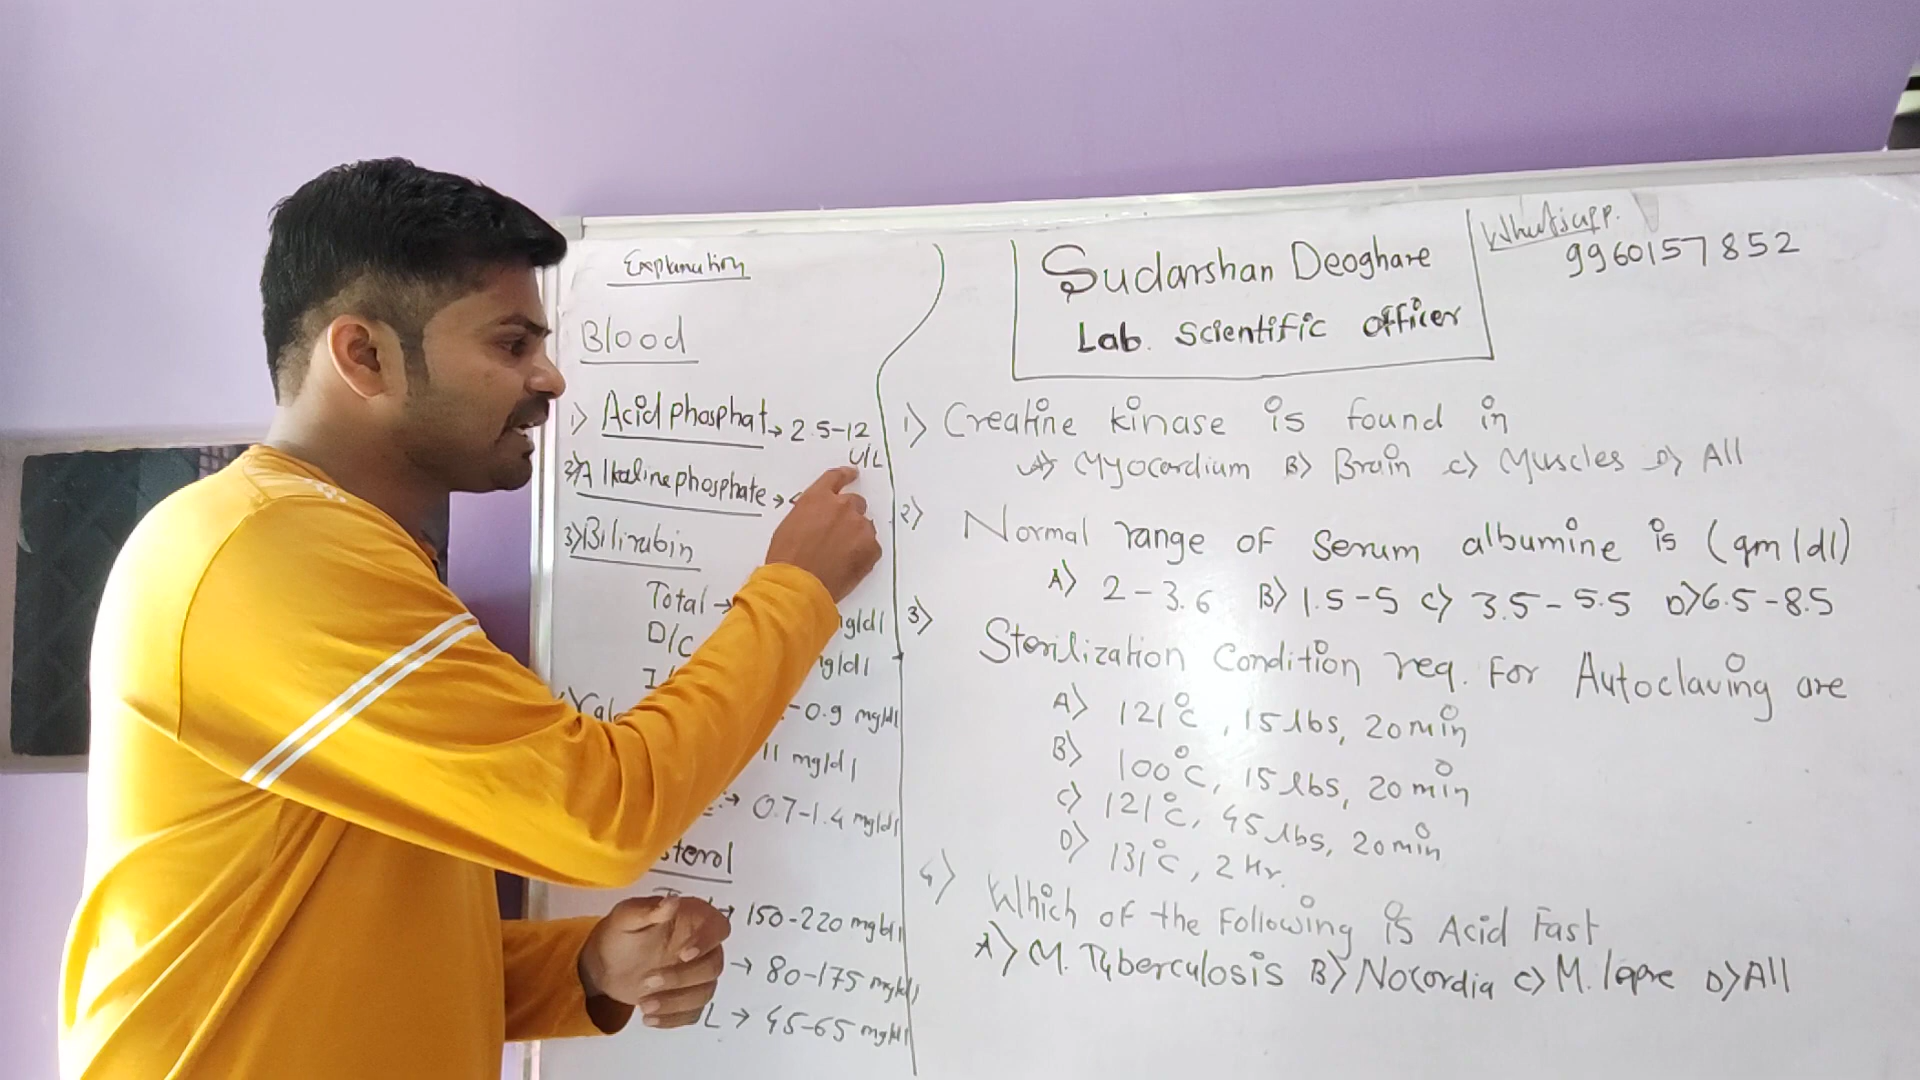 Explanation
Blood
1) Acid phosphat → 2.5-12
U/L
2) Alkaline phosphate →
3) Bilirubin
Total →
mg/dl
D/C
mg/dl
-0.9 mg/dl
11 mg/dl
→ 0.7-1.4 mg/dl
sterol
→ 150-220 mg/dl
→ 80-175 mg/dl
L → 45-65 mg/dl
Sudarshan Deoghare
Lab. Scientific officer
Whatsapp.
9960157852
1) Creatine kinase is found in
A) Myocardium B) Brain C) Muscles D) All
2) Normal range of Serum albumine is (gm/dl)
A) 2-3.6 B) 1.5-5 C) 3.5-5.5 D) 6.5-8.5
3) Sterilization Condition req. For Autoclaving are
A) 121°C, 15 lbs, 20 min
B) 100°C, 15 lbs, 20 min
C) 121°C, 45 lbs, 20 min
D) 131°C, 2 Hr.
4) Which of the Following is Acid Fast
A) M. Tuberculosis B) Nocordia C) M. lapre D) All